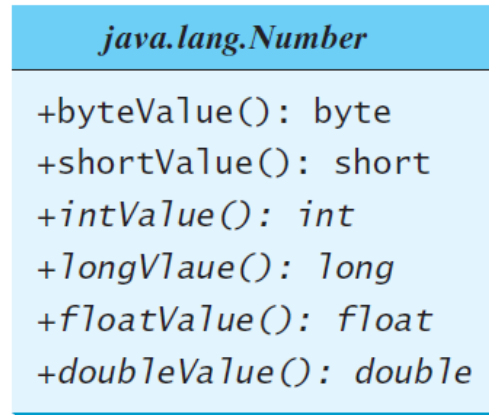 java.lang.Number
+byteValue(): byte
+shortValue(): short
+intValue(): int
+longVlaue(): long
+floatValue(): float
+doubleValue(): double